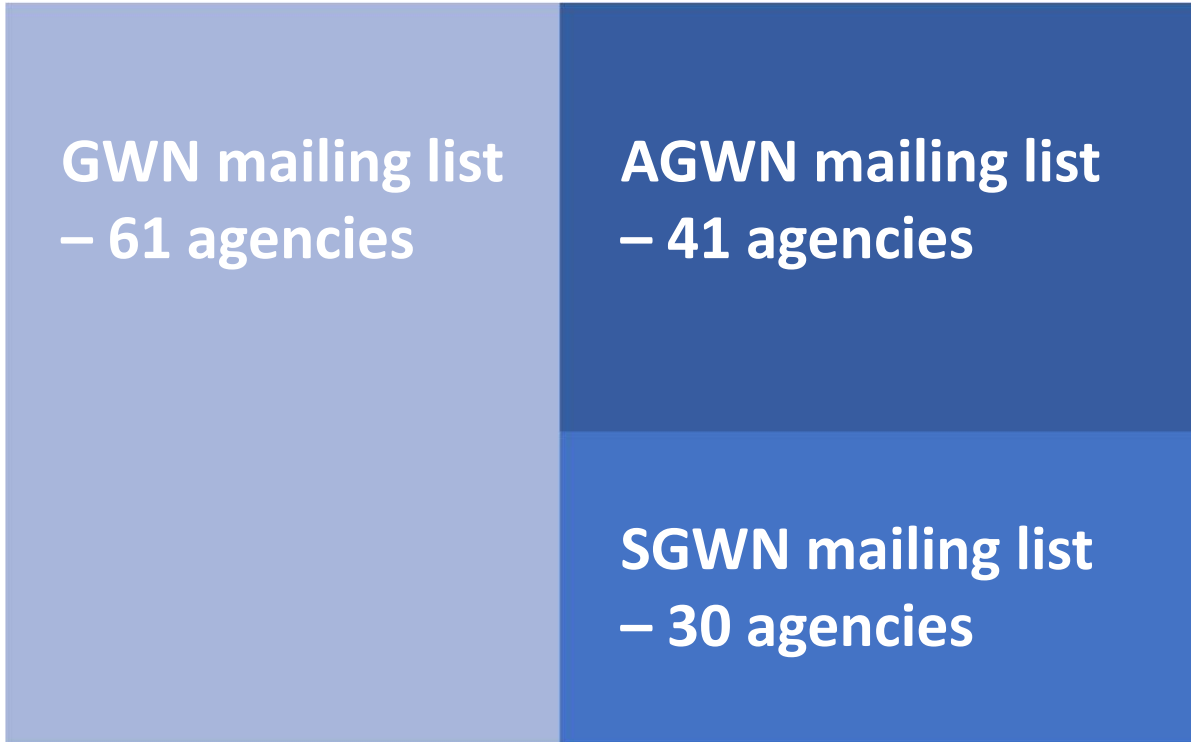 GWN mailing list
– 61 agencies
AGWN mailing list
– 41 agencies
SGWN mailing list
– 30 agencies